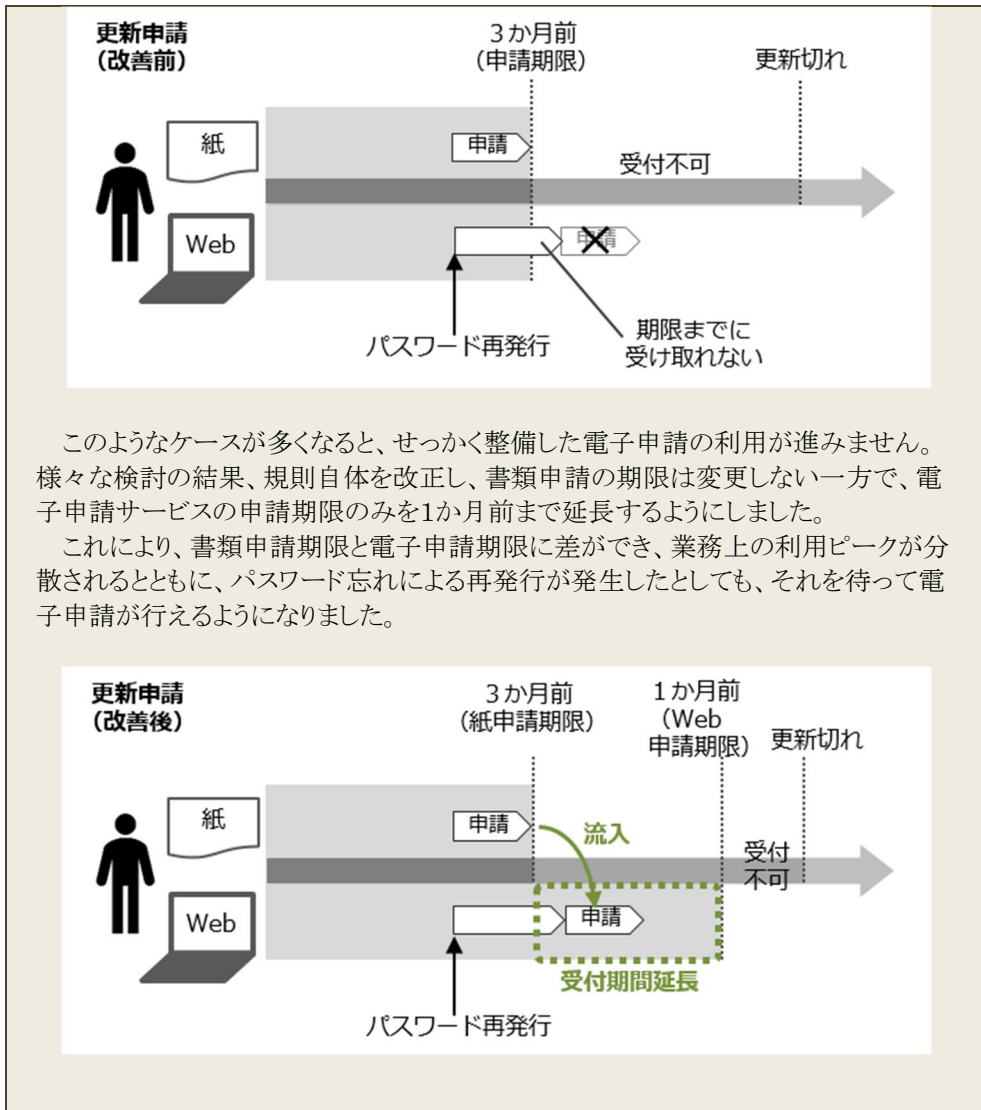 更新申請
(改善前)
3か月前
(申請期限)
更新切れ
紙
申請
受付不可
Web
申請
パスワード再発行
期限までに
受け取れない
このようなケースが多くなると、せっかく整備した電子申請の利用が進みません。
様々な検討の結果、規則自体を改正し、書類申請の期限は変更しない一方で、電
子申請サービスの申請期限のみを1か月前まで延長するようにしました。
これにより、書類申請期限と電子申請期限に差ができ、業務上の利用ピークが分
散されるとともに、パスワード忘れによる再発行が発生したとしても、それを待って電
子申請が行えるようになりました。
更新申請
(改善後)
3か月前
(紙申請期限)
1か月前
(Web
申請期限)
更新切れ
紙
申請
流入
受付
不可
Web
申請
受付期間延長
パスワード再発行